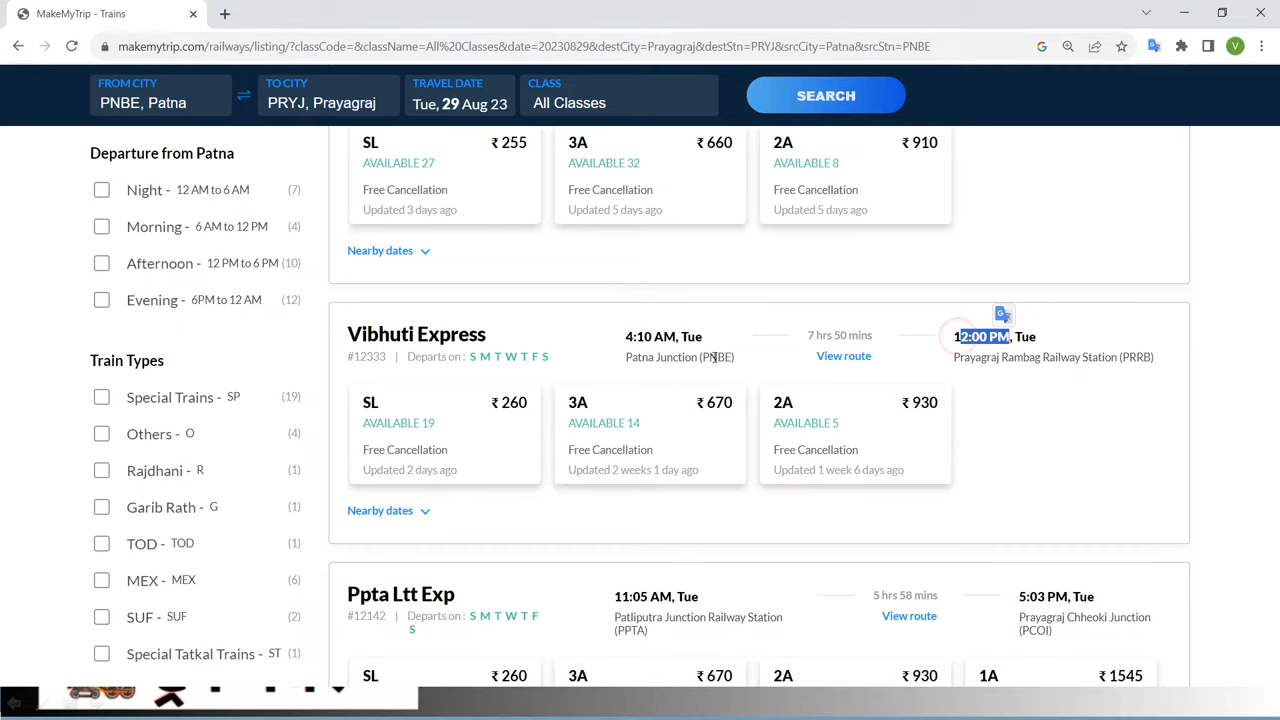 MakeMyTrip - Trains
makemytrip.com/railways/listing/?classCode=&className=All%20Classes&date=20230829&destCity=Prayagraj&destStn=PRYJ&srcCity=Patna&srcStn=PNBE
V
FROM CITY
PNBE, Patna
TO CITY
PRYJ, Prayagraj
TRAVEL DATE
Tue, 29 Aug 23
CLASS
All Classes
SEARCH
Departure from Patna
Night - 12 AM to 6 AM (7)
Morning - 6 AM to 12 PM (4)
Afternoon - 12 PM to 6 PM (10)
Evening - 6PM to 12 AM (12)
Train Types
Special Trains - SP (19)
Others - O (4)
Rajdhani - R (1)
Garib Rath - G (1)
TOD - TOD (1)
MEX - MEX (6)
SUF - SUF (2)
Special Tatkal Trains - ST (1)
SL ₹ 255
AVAILABLE 27
Free Cancellation
Updated 3 days ago
3A ₹ 660
AVAILABLE 32
Free Cancellation
Updated 5 days ago
2A ₹ 910
AVAILABLE 8
Free Cancellation
Updated 5 days ago
Nearby dates
Vibhuti Express
#12333 | Departs on : S M T W T F S
4:10 AM, Tue
Patna Junction (PNBE)
7 hrs 50 mins
View route
12:00 PM, Tue
Prayagraj Rambag Railway Station (PRRB)
SL ₹ 260
AVAILABLE 19
Free Cancellation
Updated 2 days ago
3A ₹ 670
AVAILABLE 14
Free Cancellation
Updated 2 weeks 1 day ago
2A ₹ 930
AVAILABLE 5
Free Cancellation
Updated 1 week 6 days ago
Nearby dates
Ppta Ltt Exp
#12142 | Departs on : S M T W T F
S
11:05 AM, Tue
Patliputra Junction Railway Station
(PPTA)
5 hrs 58 mins
View route
5:03 PM, Tue
Prayagraj Chheoki Junction
(PCOI)
SL ₹ 260
3A ₹ 670
2A ₹ 930
1A ₹ 1545